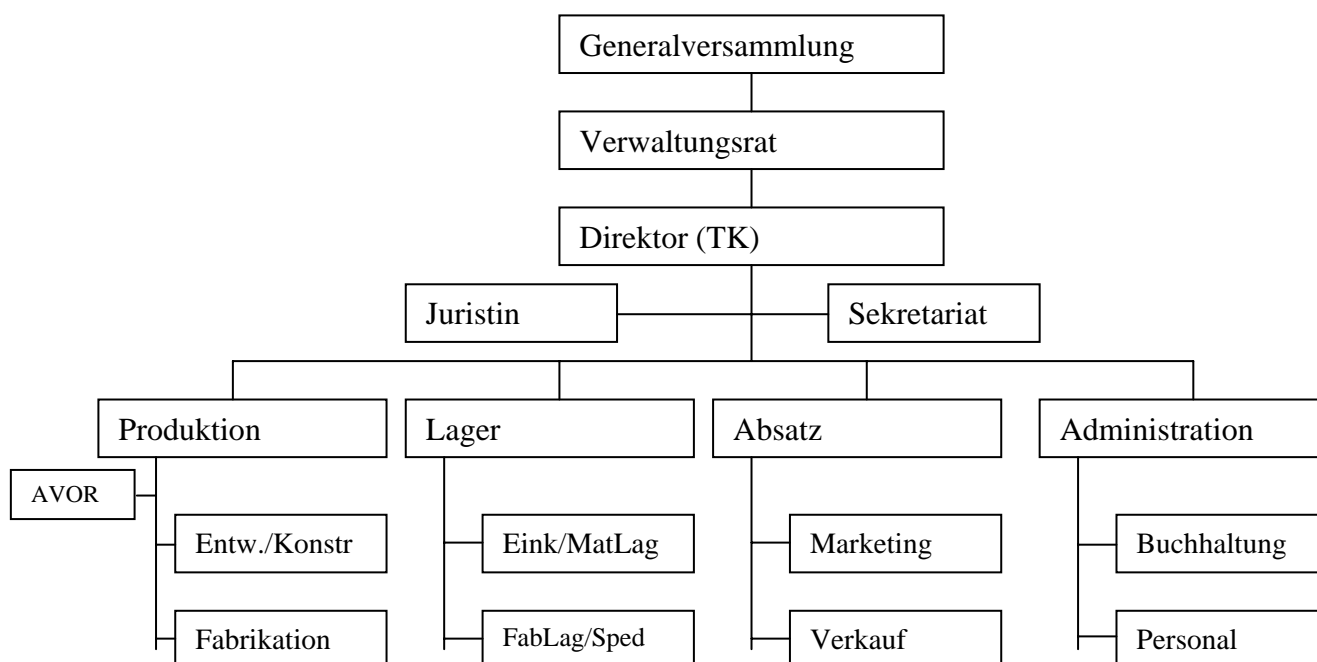 Generalversammlung
Verwaltungsrat
Direktor (TK)
Juristin
Sekretariat
Produktion
Lager
Absatz
Administration
AVOR
Entw./Konstr
Eink/MatLag
Marketing
Buchhaltung
Fabrikation
FabLag/Sped
Verkauf
Personal